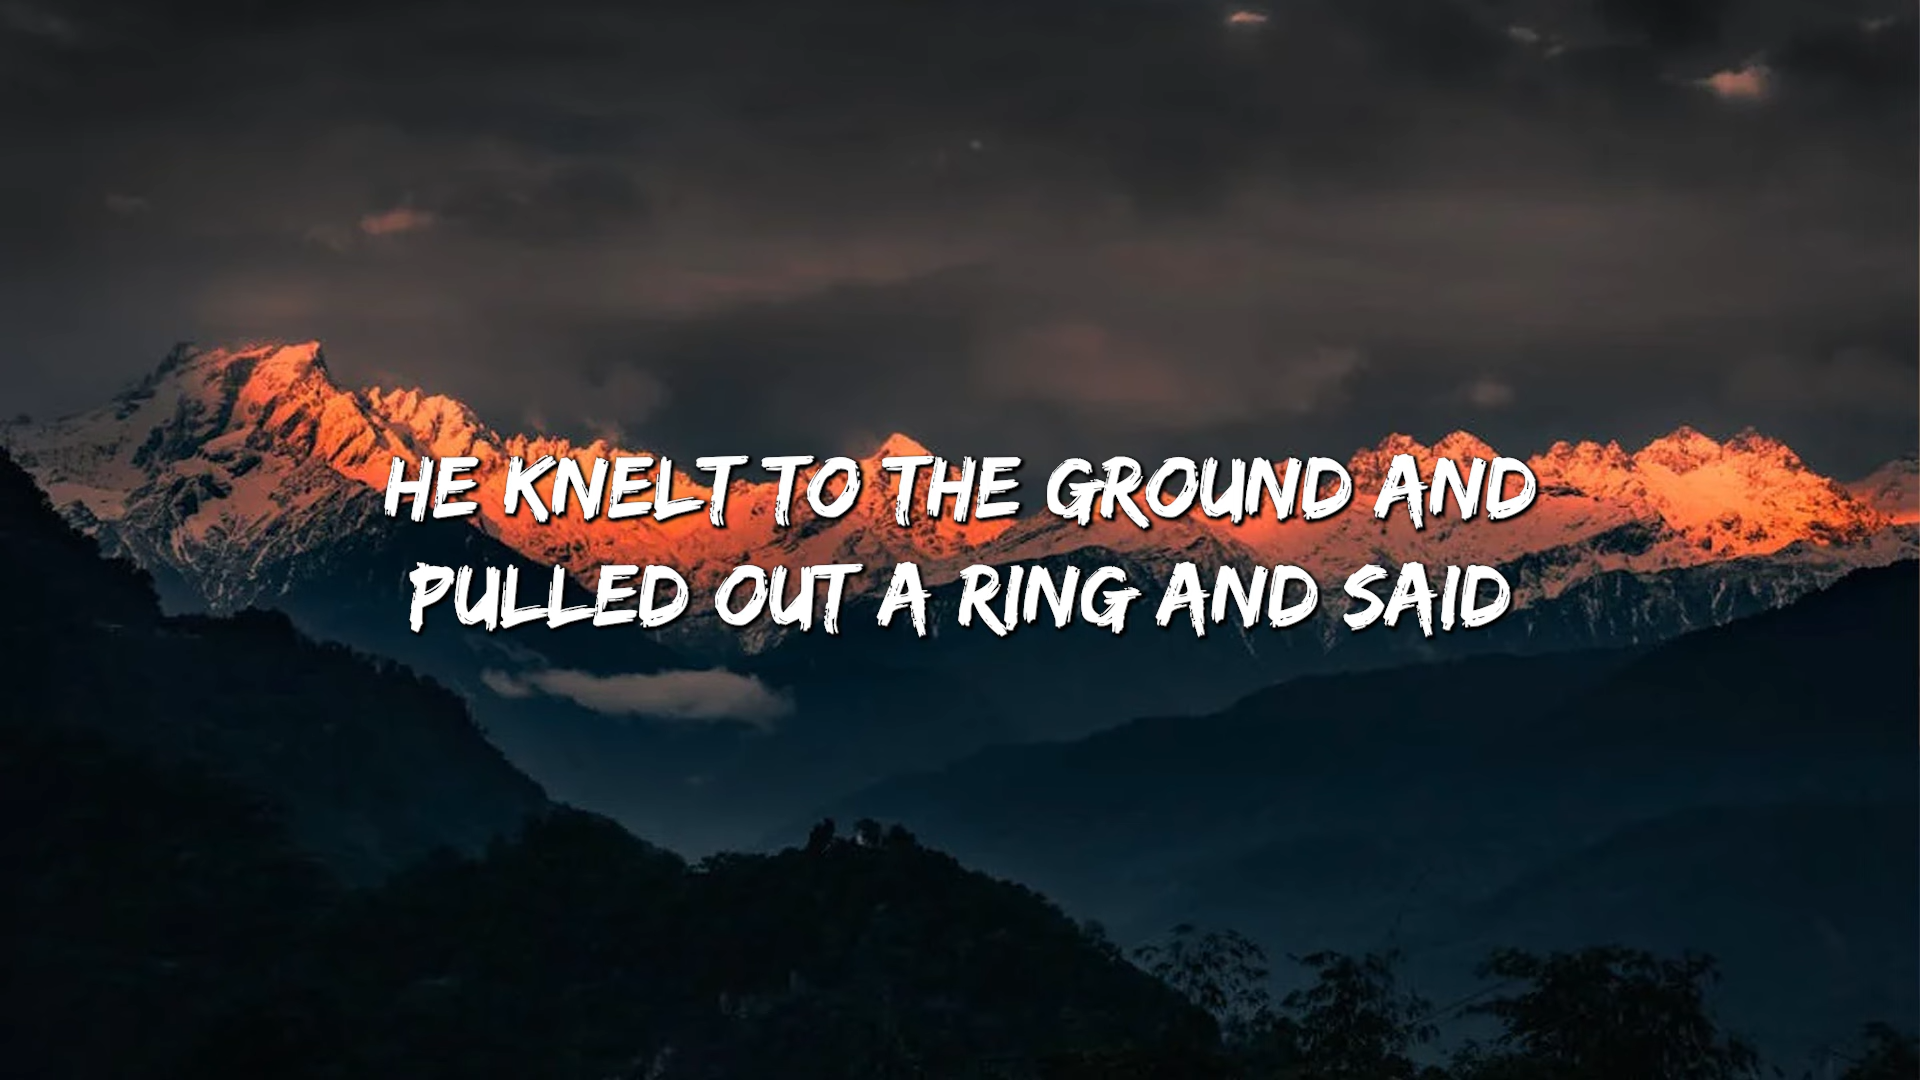 HE KNELT TO THE GROUND AND
PULLED OUT A RING AND SAID